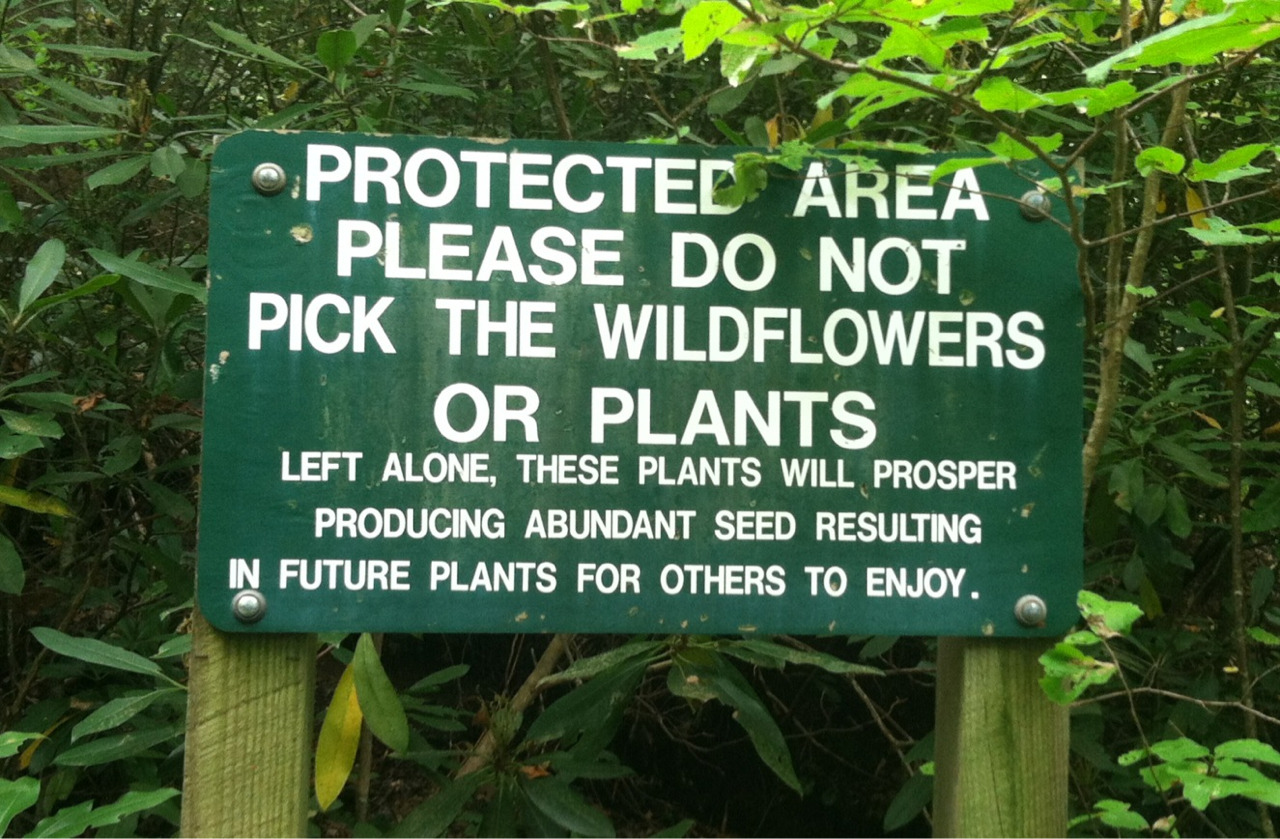 PROTECTED AREA
PLEASE DO NOT
PICK THE WILDFLOWERS
OR PLANTS
LEFT ALONE, THESE PLANTS WILL PROSPER
PRODUCING ABUNDANT SEED RESULTING
IN FUTURE PLANTS FOR OTHERS TO ENJOY.